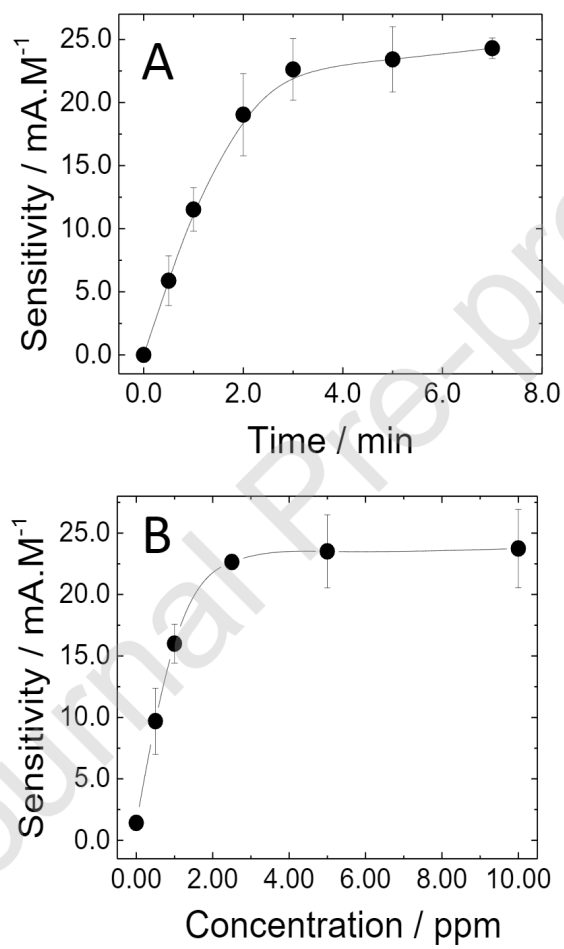 A
25.0
20.0
15.0
10.0
5.0
0.0
Sensitivity / mA.M⁻¹
0.0 2.0 4.0 6.0 8.0
Time / min
B
25.0
20.0
15.0
10.0
5.0
0.0
Sensitivity / mA.M⁻¹
0.00 2.00 4.00 6.00 8.00 10.00
Concentration / ppm
Journal Pre-pr